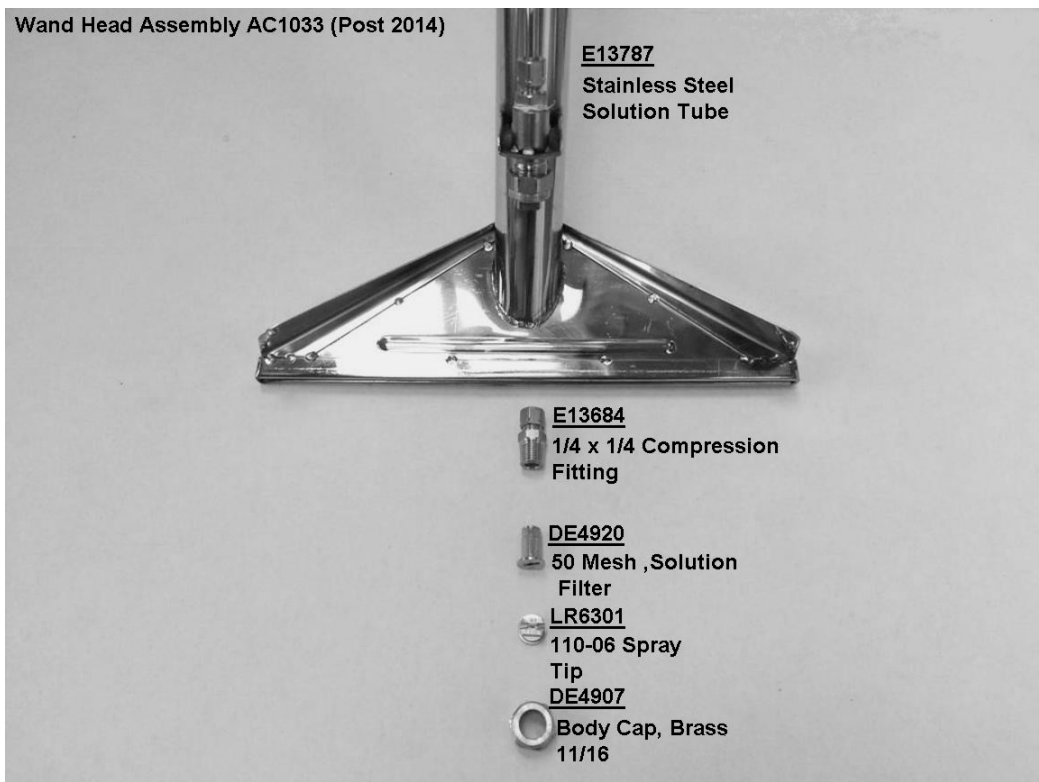 Wand Head Assembly AC1033 (Post 2014)
E13787
Stainless Steel
Solution Tube
E13684
1/4 x 1/4 Compression
Fitting
DE4920
50 Mesh ,Solution
Filter
LR6301
110-06 Spray
Tip
DE4907
Body Cap, Brass
11/16